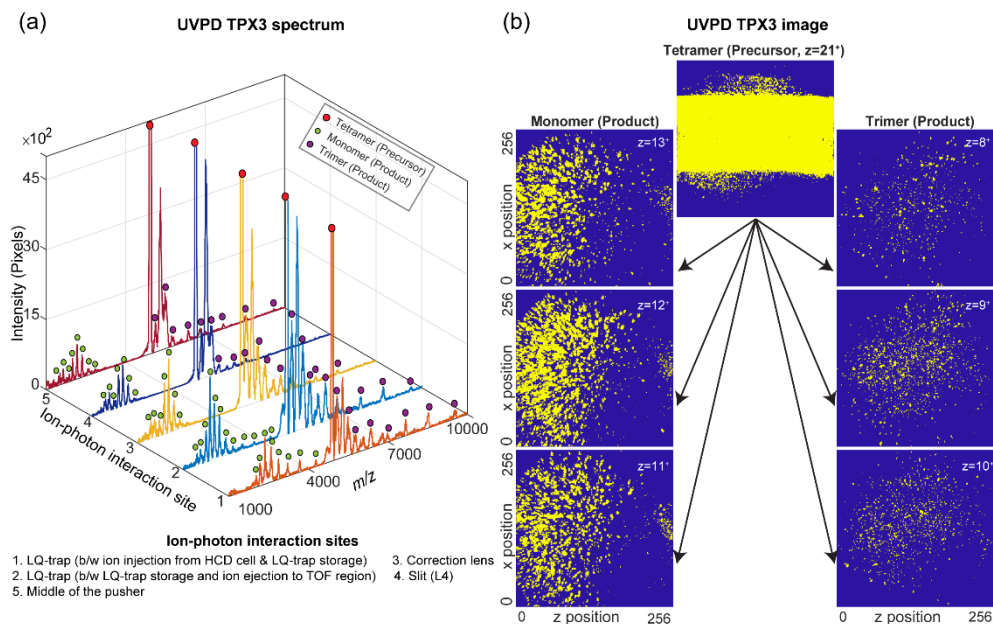 (a)
UVPD TPX3 spectrum
×10²
45
30
15
0
Intensity (Pixels)
Tetramer (Precursor)
Monomer (Product)
Trimer (Product)
5
4
3
2
1
Ion-photon interaction site
1000
4000
7000
10000
m/z
Ion-photon interaction sites
1. LQ-trap (b/w ion injection from HCD cell & LQ-trap storage)
2. LQ-trap (b/w LQ-trap storage and ion ejection to TOF region)
5. Middle of the pusher
3. Correction lens
4. Slit (L4)
(b)
UVPD TPX3 image
Tetramer (Precursor, z=21⁺)
Monomer (Product)
Trimer (Product)
z=13⁺
z=8⁺
256
x position
0
z=12⁺
z=9⁺
256
x position
0
z=11⁺
z=10⁺
256
x position
0
0 z position 256
0 z position 256